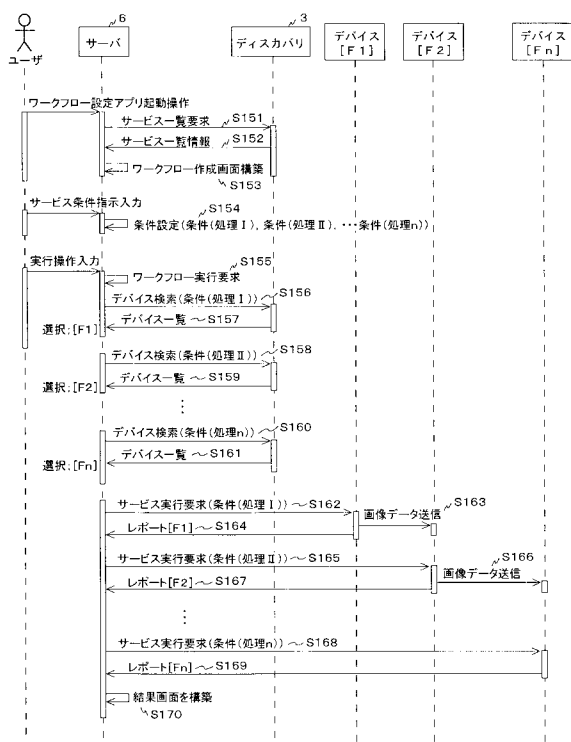 6
3
ユーザ
サーバ
ディスカバリ
デバイス
[F1]
デバイス
[F2]
デバイス
[Fn]
ワークフロー設定アプリ起動操作
サービス一覧要求
S151
サービス一覧情報
S152
ワークフロー作成画面構築
S153
サービス条件指示入力
S154
条件設定(条件(処理Ⅰ), 条件(処理Ⅱ), ・・・条件(処理n))
実行操作入力
S155
ワークフロー実行要求
デバイス検索(条件(処理Ⅰ))
S156
デバイス一覧
S157
選択:[F1]
デバイス検索(条件(処理Ⅱ))
S158
デバイス一覧
S159
選択:[F2]
デバイス検索(条件(処理n))
S160
デバイス一覧
S161
選択:[Fn]
サービス実行要求(条件(処理Ⅰ))
S162
画像データ送信
S163
レポート[F1]
S164
サービス実行要求(条件(処理Ⅱ))
S165
画像データ送信
S166
レポート[F2]
S167
サービス実行要求(条件(処理n))
S168
レポート[Fn]
S169
結果画面を構築
S170